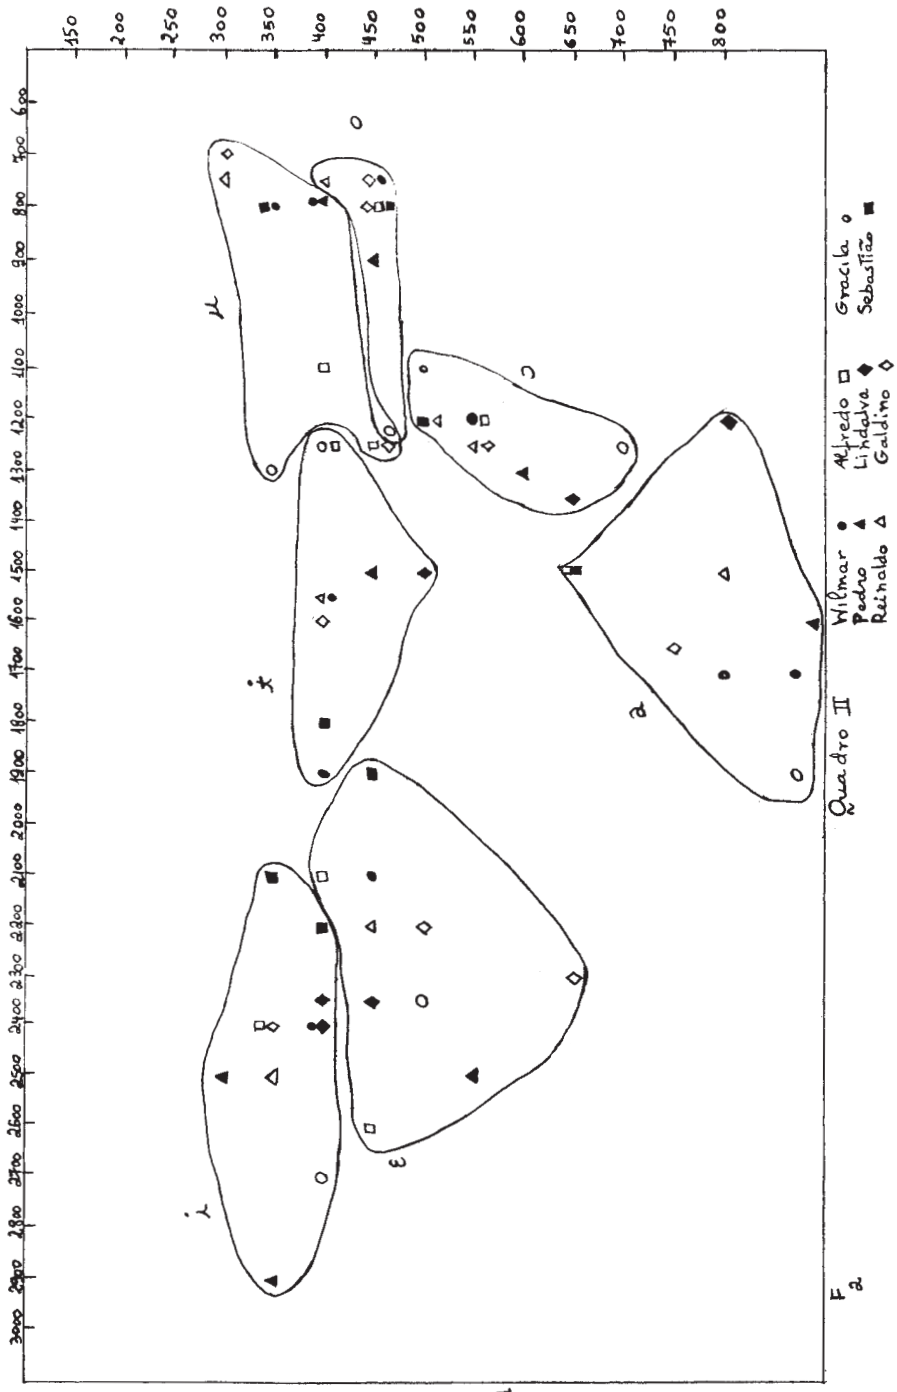 3000 2900 2800 2700 2600 2500 2400 2300 2200 2100 2000 1900 1800 1700 1600 1500 1400 1300 1200 1100 1000 900 800 700 600
150
200
250
300
350
400
450
500
550
600
650
700
750
800
i
ɨ
u
ɛ
ɔ
a
F2 Quadro II
Wilmar ● Alfredo □ Gracila ○
Pedro ▲ Lindalva ◆ Sebastião ■
Reinaldo △ Galdino ◇